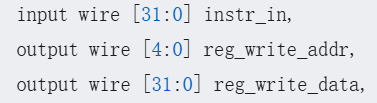 input wire [31:0] instr_in,
output wire [4:0] reg_write_addr,
output wire [31:0] reg_write_data,